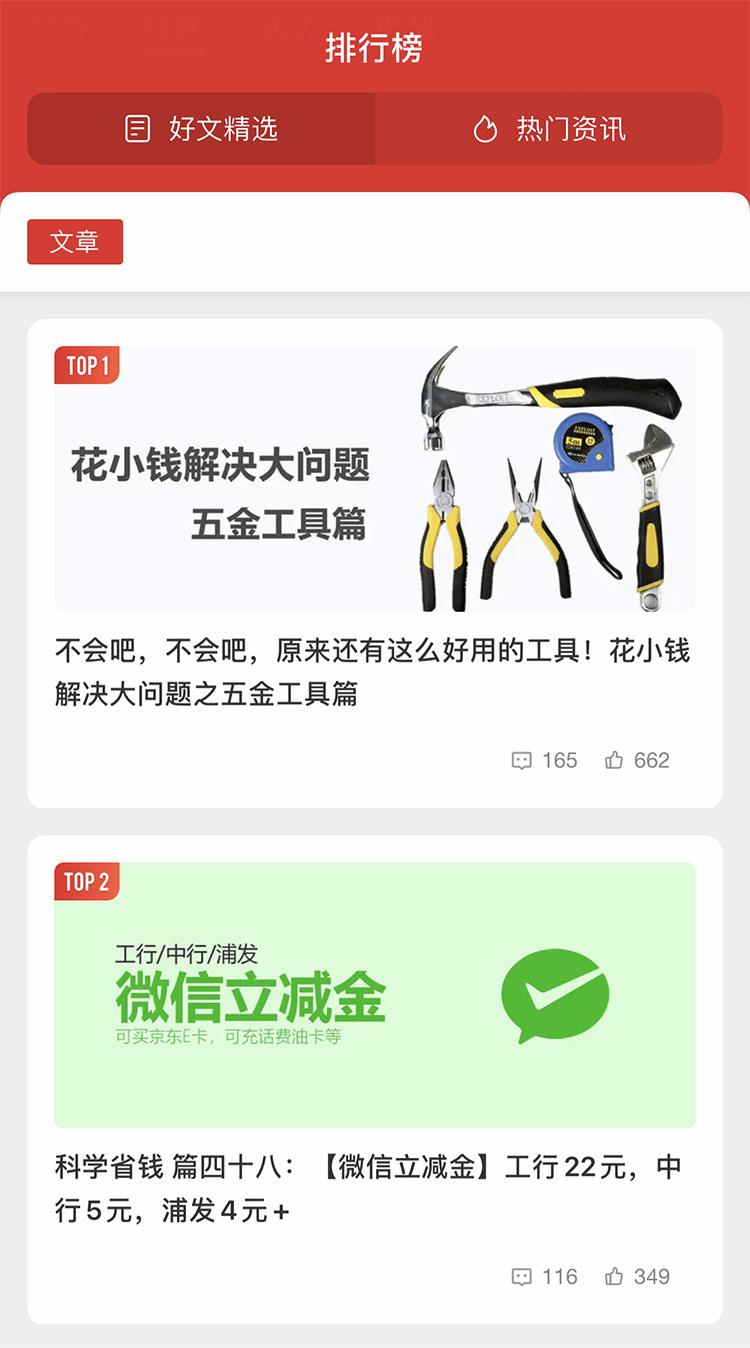 排行榜
好文精选
热门资讯
文章
TOP 1
花小钱解决大问题
五金工具篇
EXPLOIT
5m
不会吧，不会吧，原来还有这么好用的工具！花小钱
解决大问题之五金工具篇
165
662
TOP 2
工行/中行/浦发
微信立减金
可买京东E卡，可充话费油卡等
科学省钱 篇四十八：【微信立减金】工行22元，中
行5元，浦发4元+
116
349